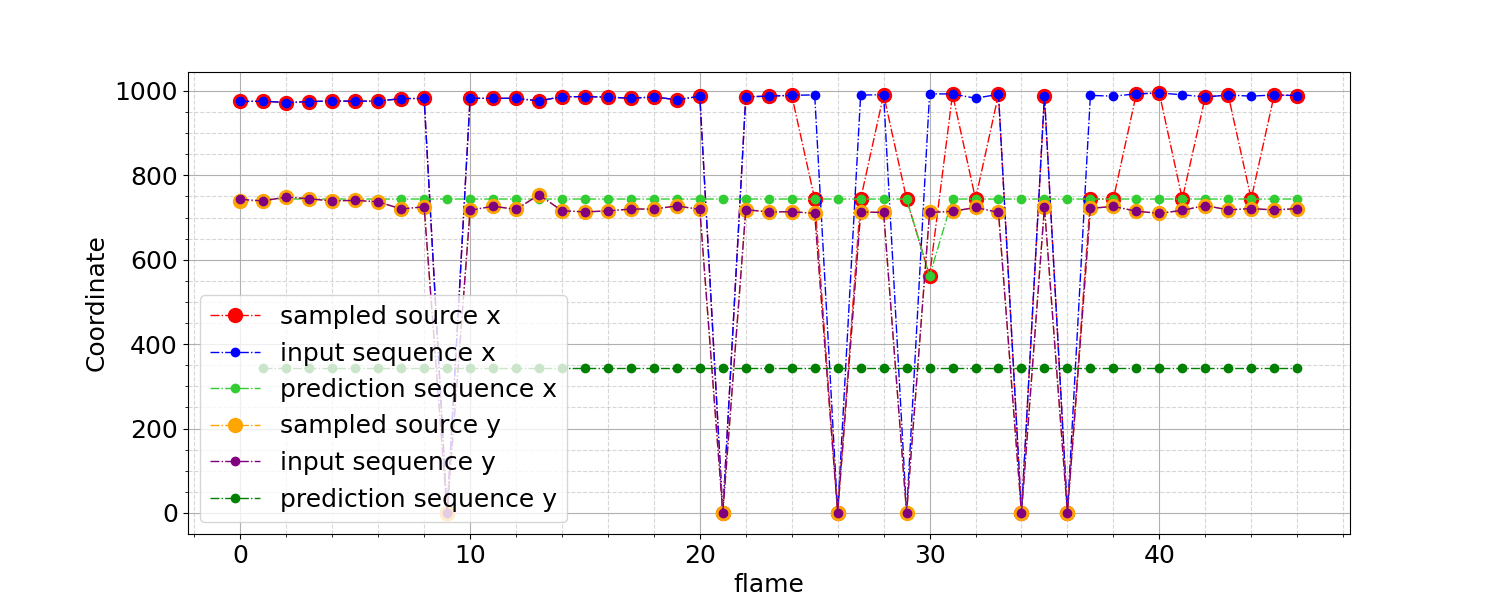 1000
800
600
400
200
0
Coordinate
sampled source x
input sequence x
prediction sequence x
sampled source y
input sequence y
prediction sequence y
0 10 20 30 40
flame